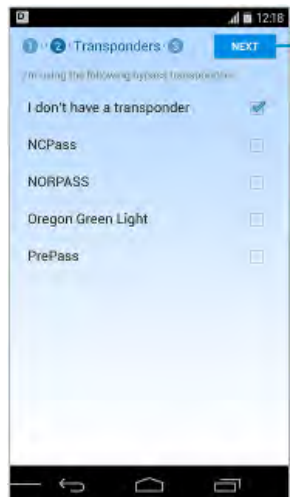 D 12:18
1 2 Transponders 3 NEXT
I'm using the following bypass transponders:
I don't have a transponder
NCPass
NORPASS
Oregon Green Light
PrePass